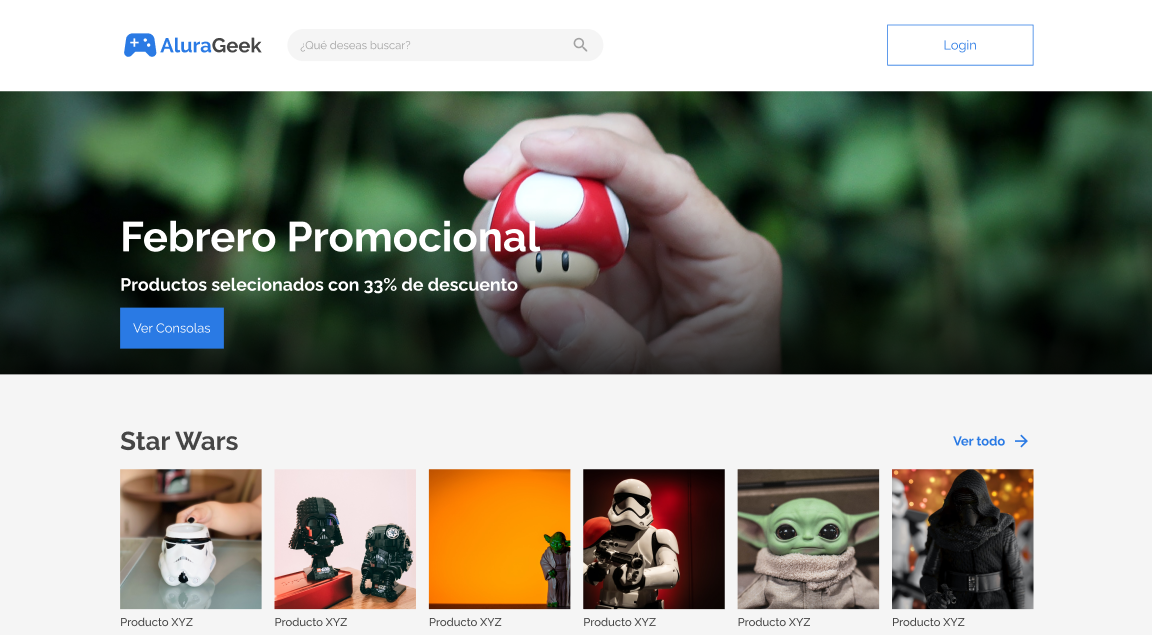 AluraGeek
¿Qué deseas buscar?
Login
Febrero Promocional
Productos selecionados con 33% de descuento
Ver Consolas
Star Wars
Ver todo
Producto XYZ
Producto XYZ
Producto XYZ
Producto XYZ
Producto XYZ
Producto XYZ